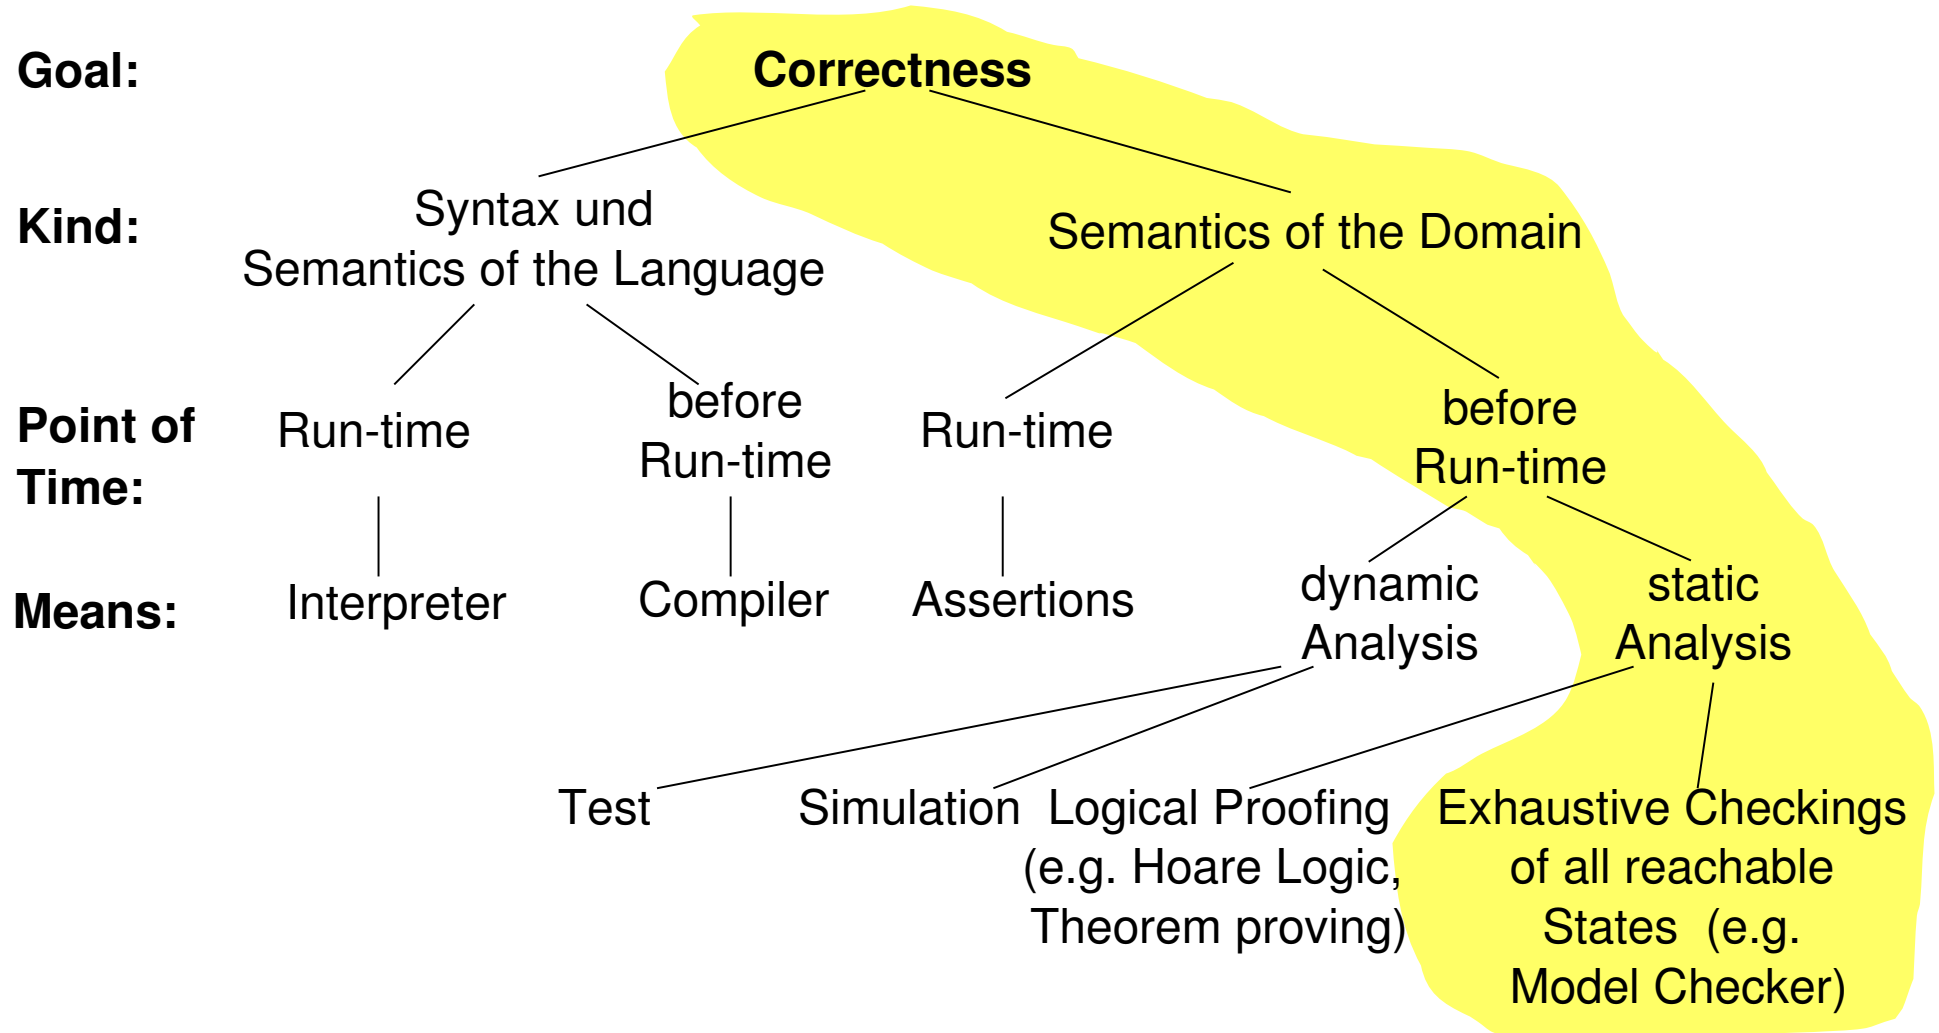 Goal:
Correctness
Kind:
Syntax und
Semantics of the Language
Semantics of the Domain
Point of
Time:
Run-time
before
Run-time
Run-time
before
Run-time
Means:
Interpreter
Compiler
Assertions
dynamic
Analysis
static
Analysis
Test
Simulation
Logical Proofing
(e.g. Hoare Logic,
Theorem proving)
Exhaustive Checkings
of all reachable
States (e.g.
Model Checker)